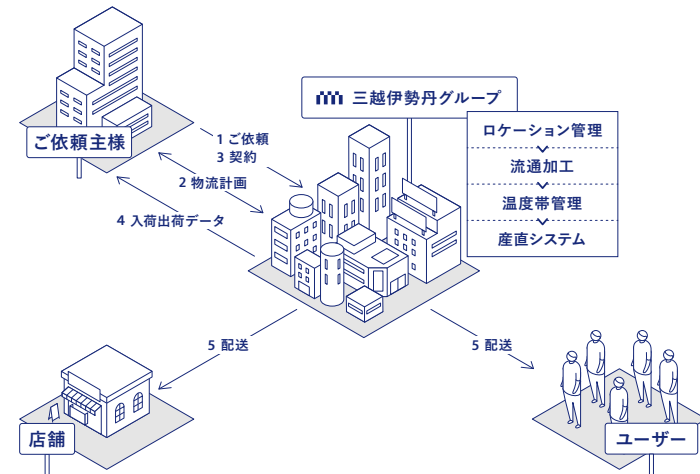 三越伊勢丹グループ
ご依頼主様
1 ご依頼
3 契約
2 物流計画
4 入荷出荷データ
ロケーション管理
流通加工
温度帯管理
産直システム
5 配送
5 配送
店舗
ユーザー